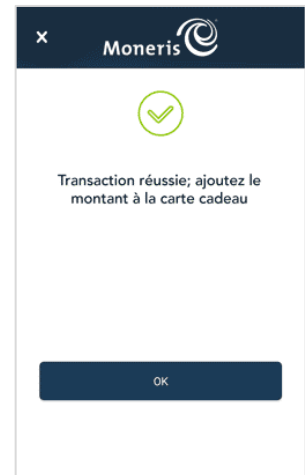 ×
Moneris
Transaction réussie; ajoutez le
montant à la carte cadeau
OK